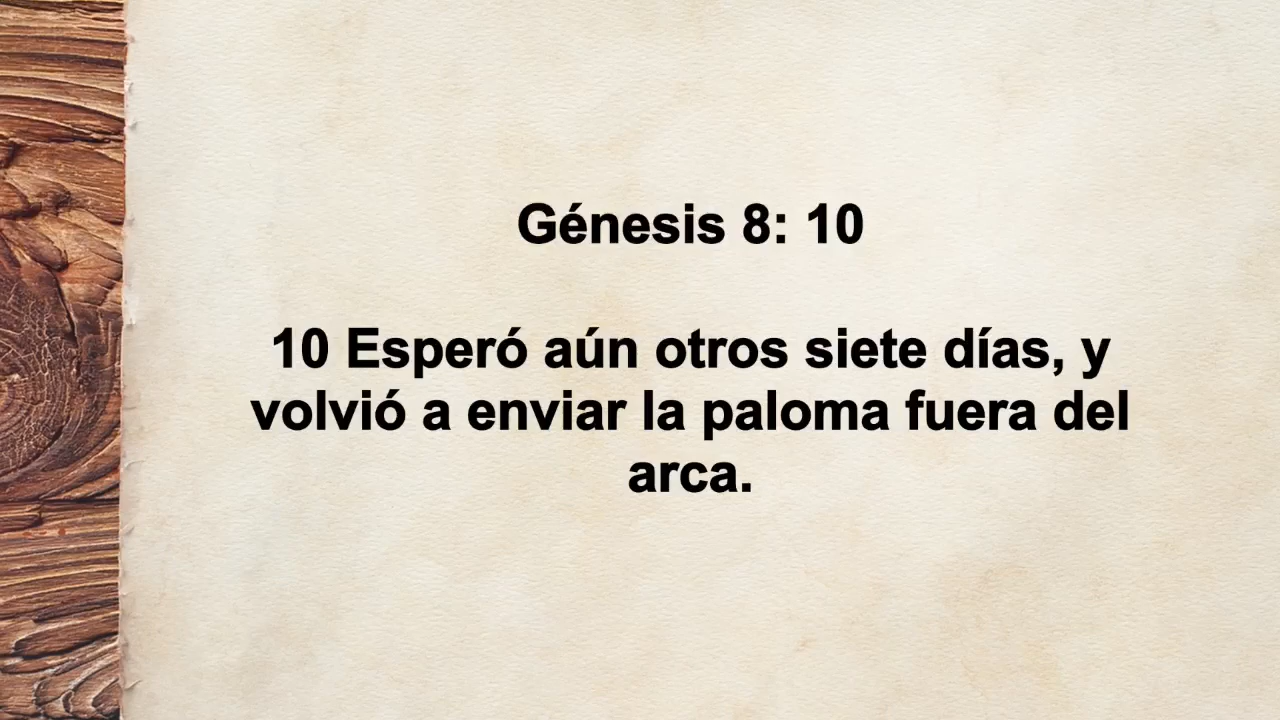 Génesis 8: 10
10 Esperó aún otros siete días, y
volvió a enviar la paloma fuera del
arca.